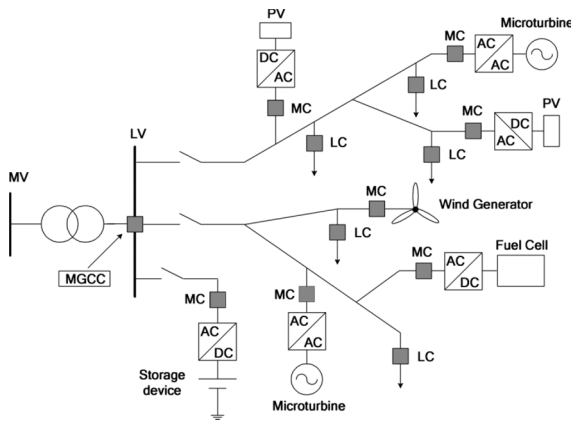 PV
DC
AC
MC
Microturbine
MC
AC
AC
LC
LC
MC
PV
DC
AC
LC
LV
MV
MGCC
MC
Wind Generator
LC
MC
Fuel Cell
AC
DC
MC
AC
AC
Microturbine
LC
MC
AC
DC
Storage
device